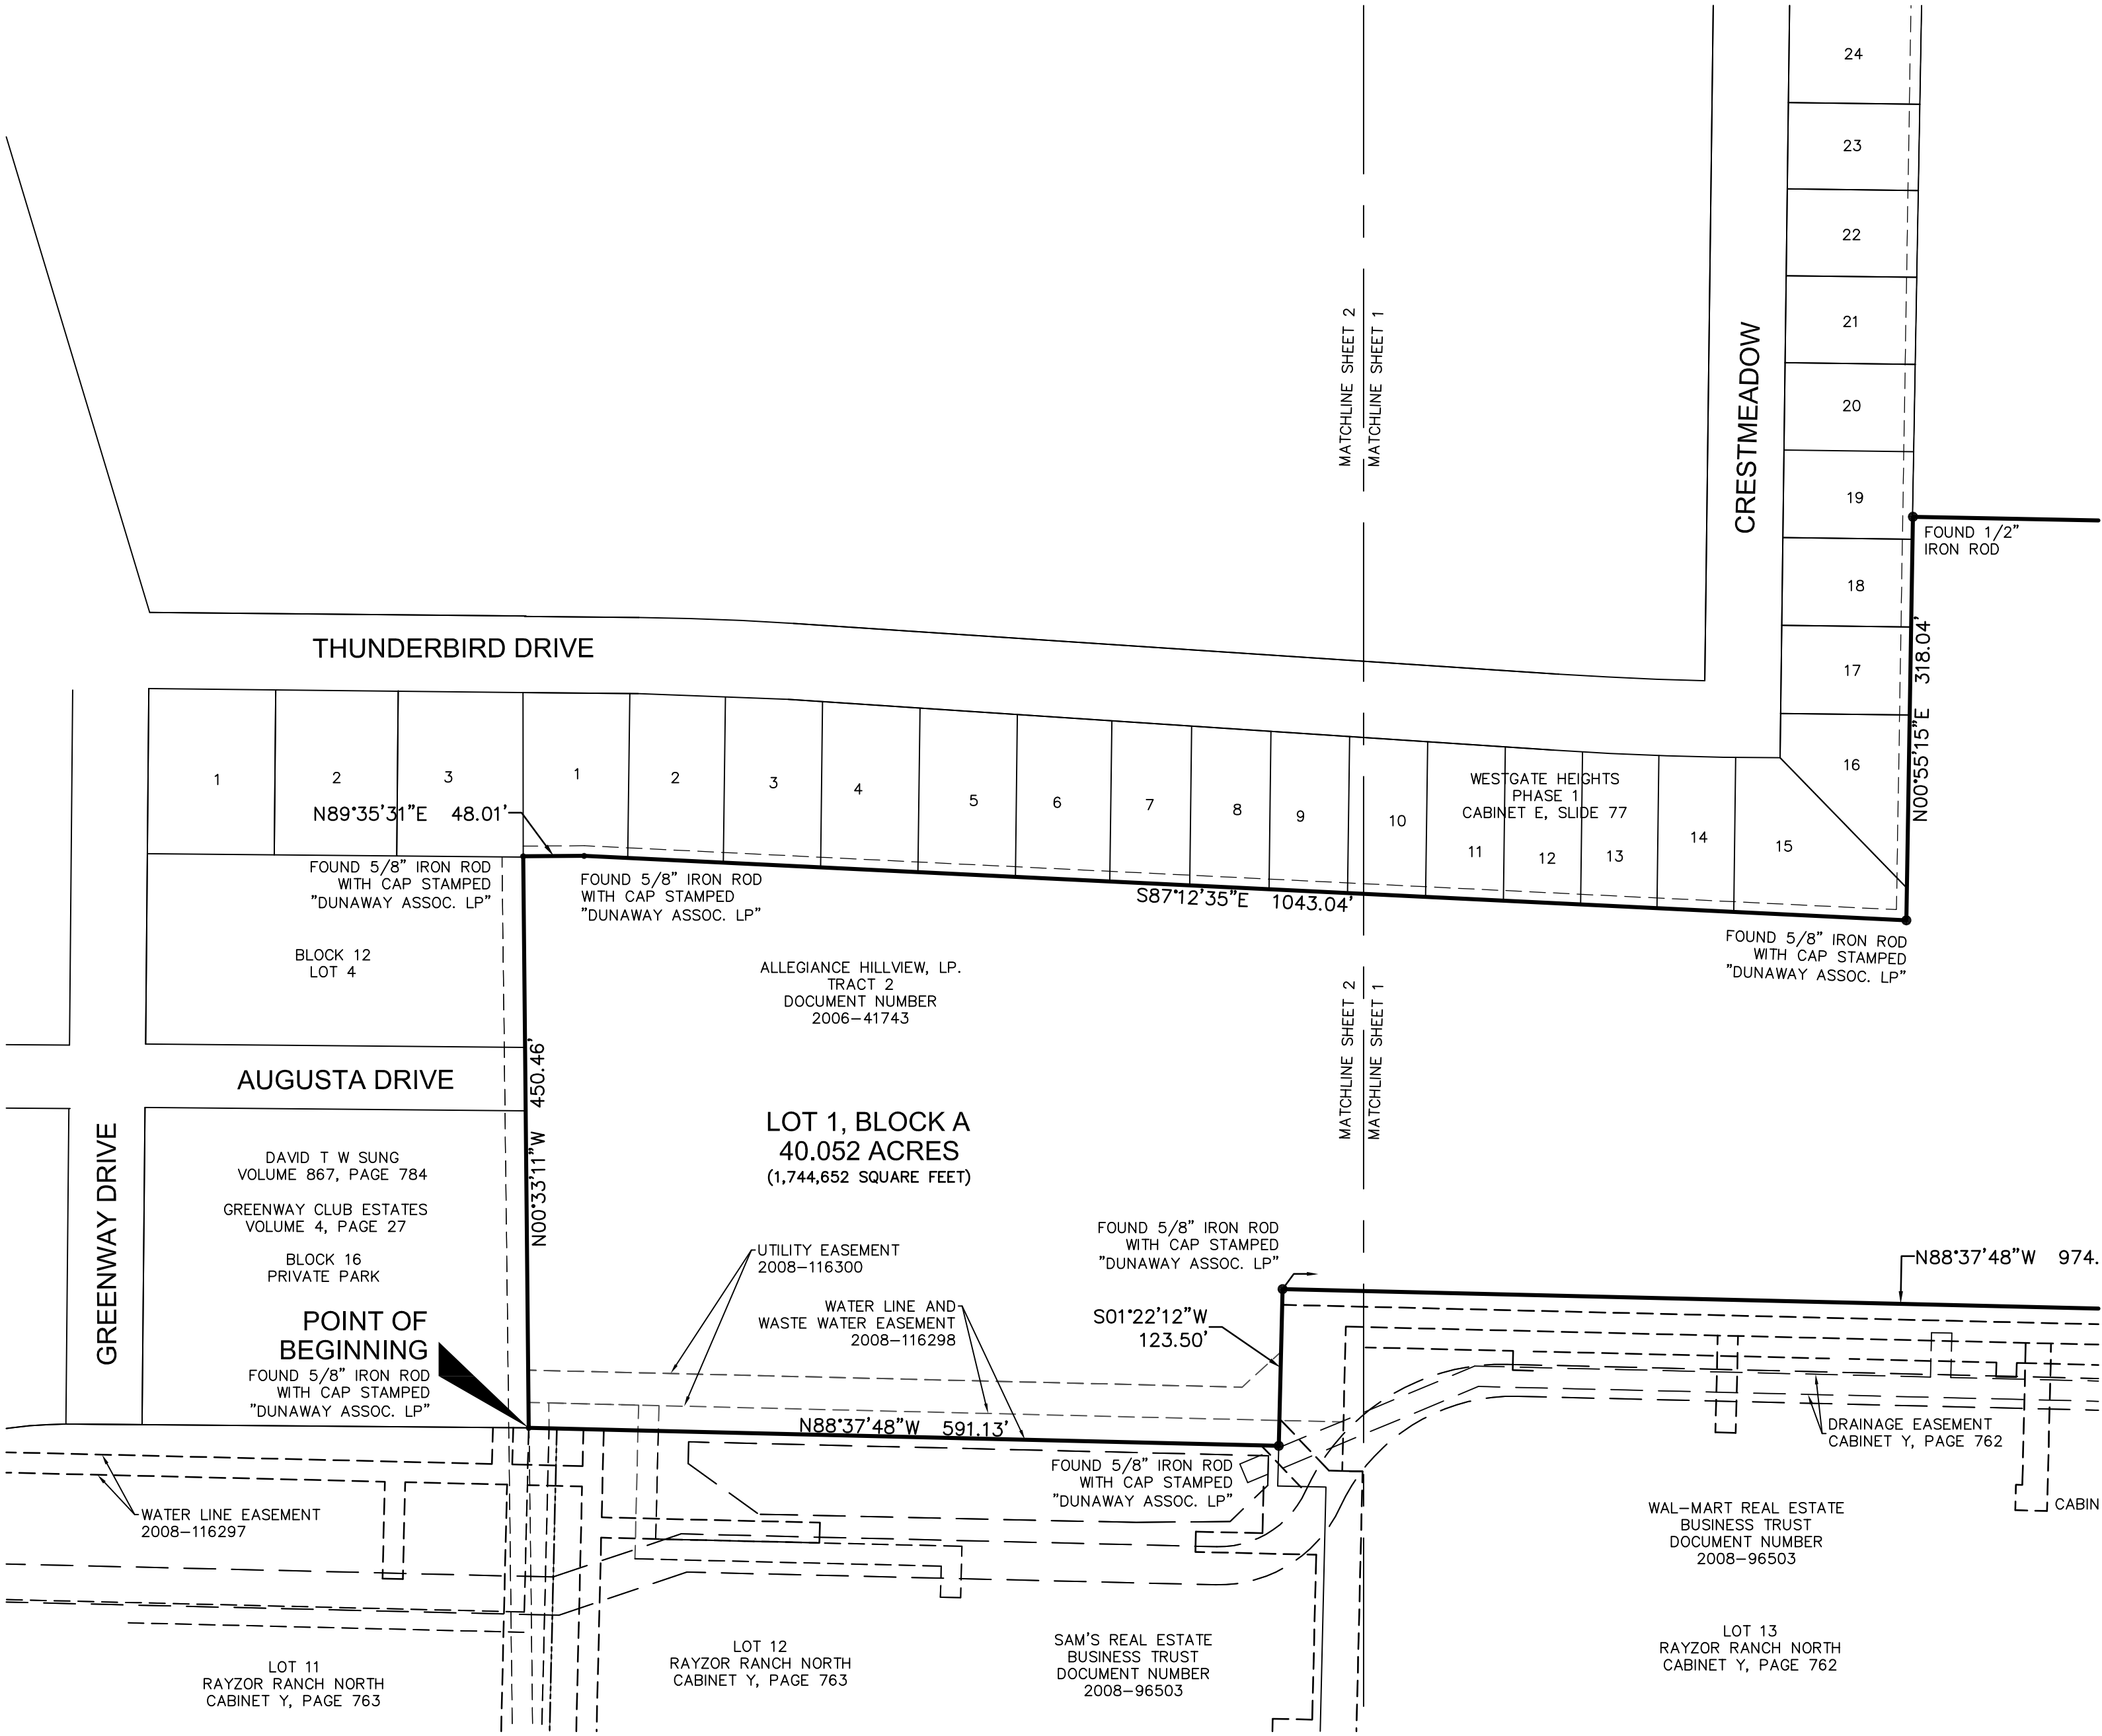 24
23
22
21
20
19
18
17
16
MATCHLINE SHEET 2
MATCHLINE SHEET 1
CRESTMEADOW
FOUND 1/2"
IRON ROD
N00°55'15"E 318.04'
THUNDERBIRD DRIVE
1
2
3
1
2
3
4
5
6
7
8
9
10
11
12
13
14
15
WESTGATE HEIGHTS
PHASE 1
CABINET E, SLIDE 77
N89°35'31"E 48.01'
FOUND 5/8" IRON ROD
WITH CAP STAMPED
"DUNAWAY ASSOC. LP"
FOUND 5/8" IRON ROD
WITH CAP STAMPED
"DUNAWAY ASSOC. LP"
S87°12'35"E 1043.04'
FOUND 5/8" IRON ROD
WITH CAP STAMPED
"DUNAWAY ASSOC. LP"
BLOCK 12
LOT 4
ALLEGIANCE HILLVIEW, LP.
TRACT 2
DOCUMENT NUMBER
2006-41743
MATCHLINE SHEET 2
MATCHLINE SHEET 1
AUGUSTA DRIVE
N00°33'11"W 450.46'
LOT 1, BLOCK A
40.052 ACRES
(1,744,652 SQUARE FEET)
GREENWAY DRIVE
DAVID T W SUNG
VOLUME 867, PAGE 784
GREENWAY CLUB ESTATES
VOLUME 4, PAGE 27
BLOCK 16
PRIVATE PARK
UTILITY EASEMENT
2008-116300
FOUND 5/8" IRON ROD
WITH CAP STAMPED
"DUNAWAY ASSOC. LP"
N88°37'48"W 974.
WATER LINE AND
WASTE WATER EASEMENT
2008-116298
S01°22'12"W
123.50'
POINT OF
BEGINNING
FOUND 5/8" IRON ROD
WITH CAP STAMPED
"DUNAWAY ASSOC. LP"
N88°37'48"W 591.13'
DRAINAGE EASEMENT
CABINET Y, PAGE 762
FOUND 5/8" IRON ROD
WITH CAP STAMPED
"DUNAWAY ASSOC. LP"
WATER LINE EASEMENT
2008-116297
CABIN
WAL-MART REAL ESTATE
BUSINESS TRUST
DOCUMENT NUMBER
2008-96503
LOT 11
RAYZOR RANCH NORTH
CABINET Y, PAGE 763
LOT 12
RAYZOR RANCH NORTH
CABINET Y, PAGE 763
SAM'S REAL ESTATE
BUSINESS TRUST
DOCUMENT NUMBER
2008-96503
LOT 13
RAYZOR RANCH NORTH
CABINET Y, PAGE 762